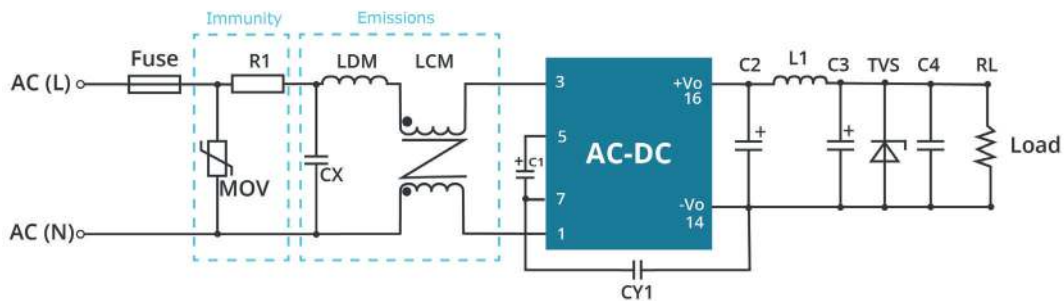 Immunity
Emissions
Fuse
R1
LDM
LCM
C2
L1
C3
TVS
C4
RL
AC (L)
3
+Vo
16
5
AC-DC
+
C1
+
+
Load
MOV
CX
7
-Vo
14
AC (N)
1
CY1